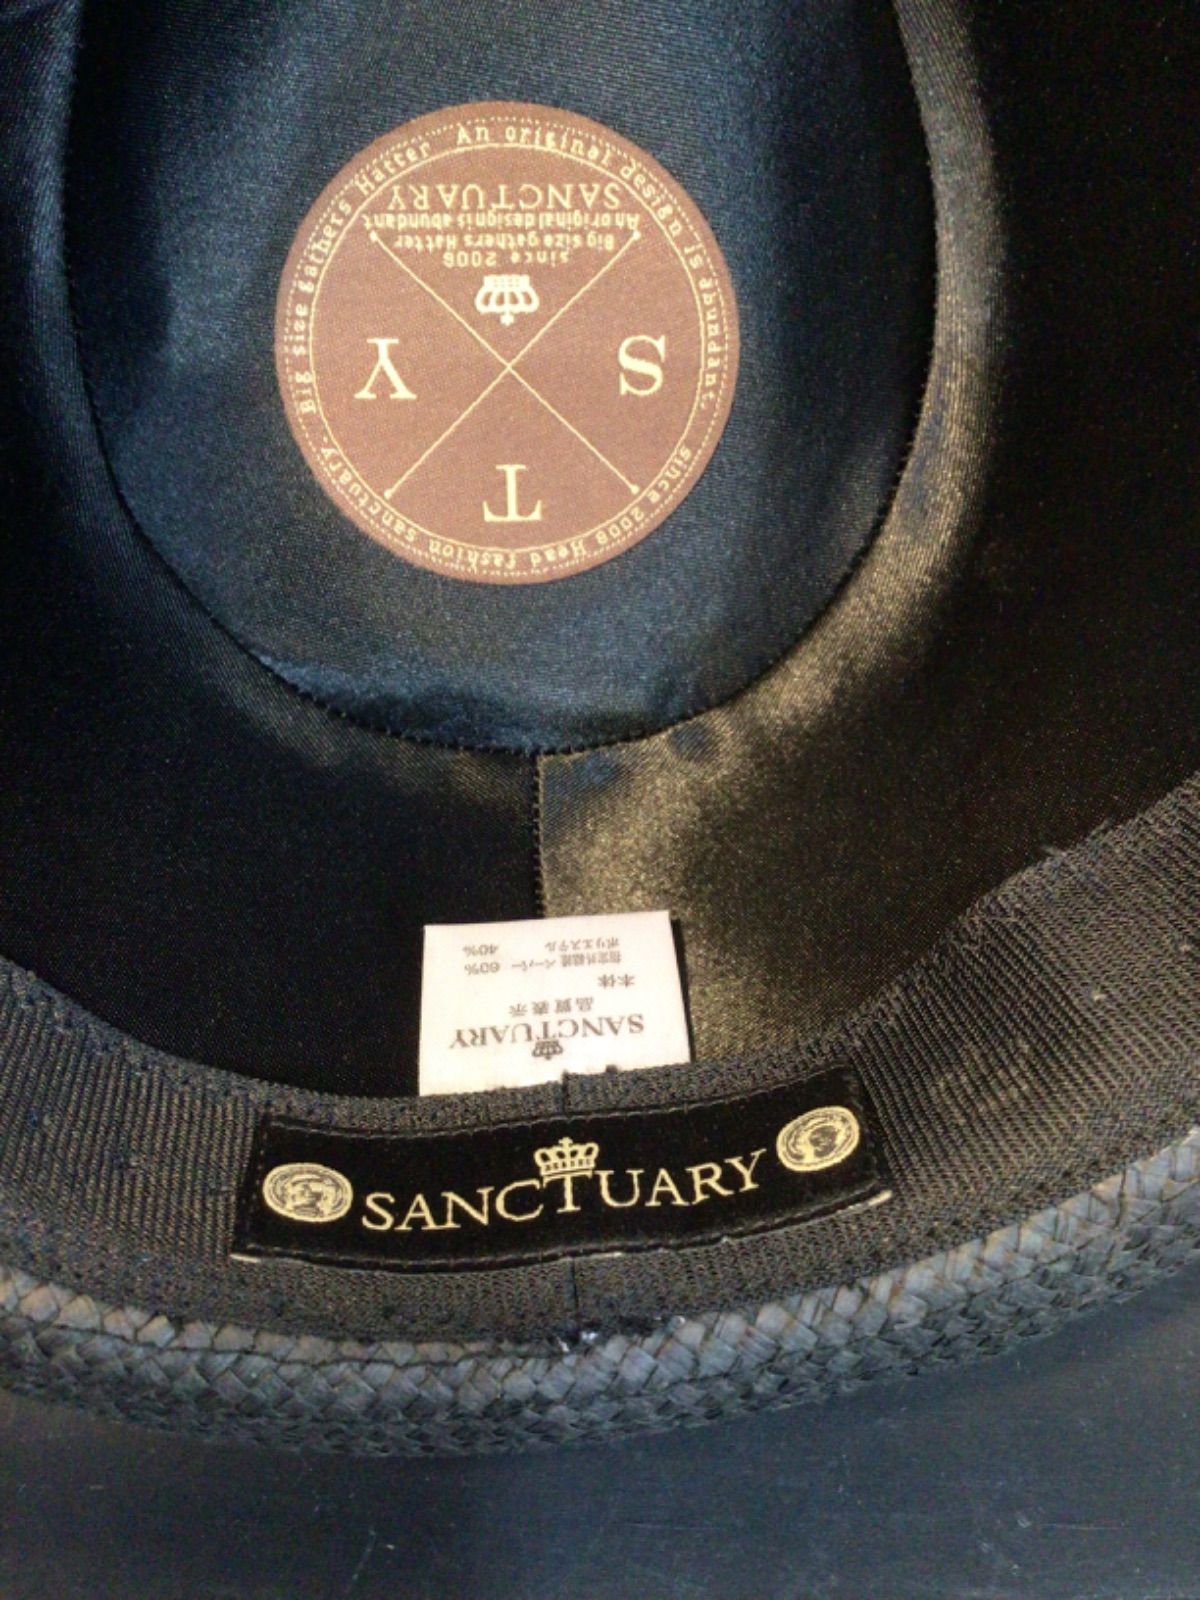 An original design is abundant.
since 2008 Head fashion sanctuary.
Big size gathers Hatter
SANCTUARY
An original design is abundant
Big size gathers Hatter
since 2008
S
T
Y
SANCTUARY
品質表示
本体
指定外繊維 ペーパー 60%
ポリエステル 40%
SANCTUARY